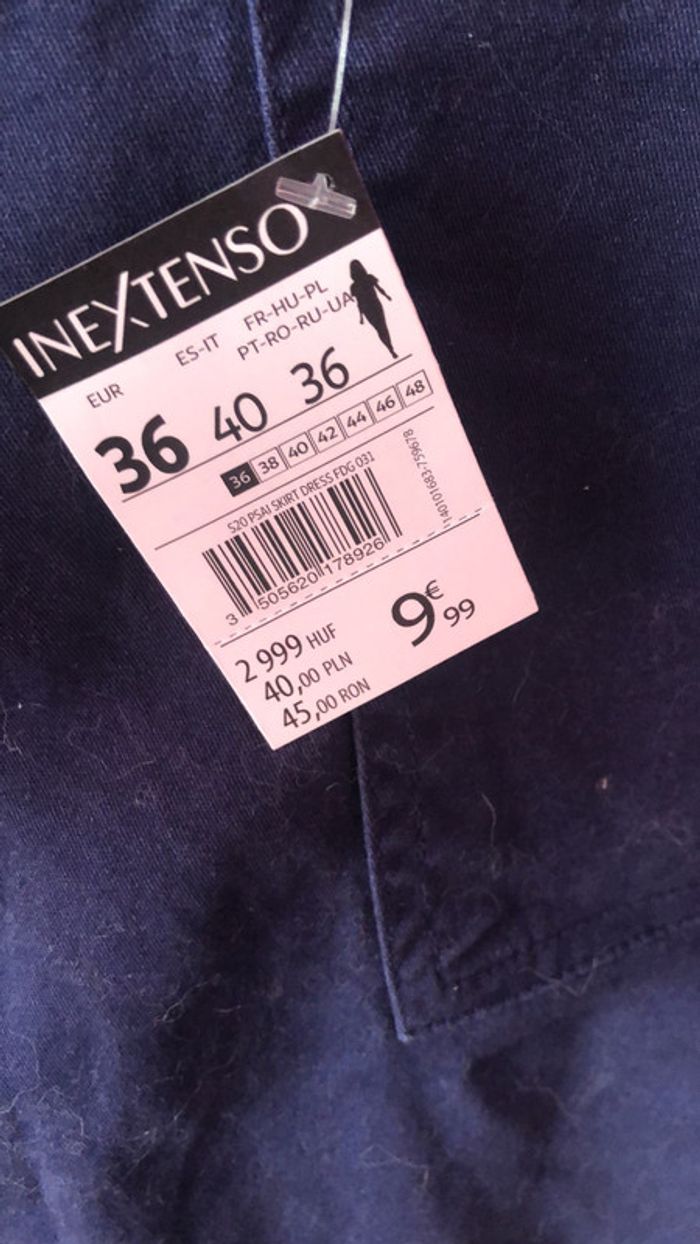 INEXTENSO
EUR ES-IT FR-HU-PL
PT-RO-RU-UA
36 40 36
36 38 40 42 44 46 48
S20 PSAI SKIRT DRESS FDG 031
140101683-759678
3 505620 178926
9€99
2 999 HUF
40,00 PLN
45,00 RON